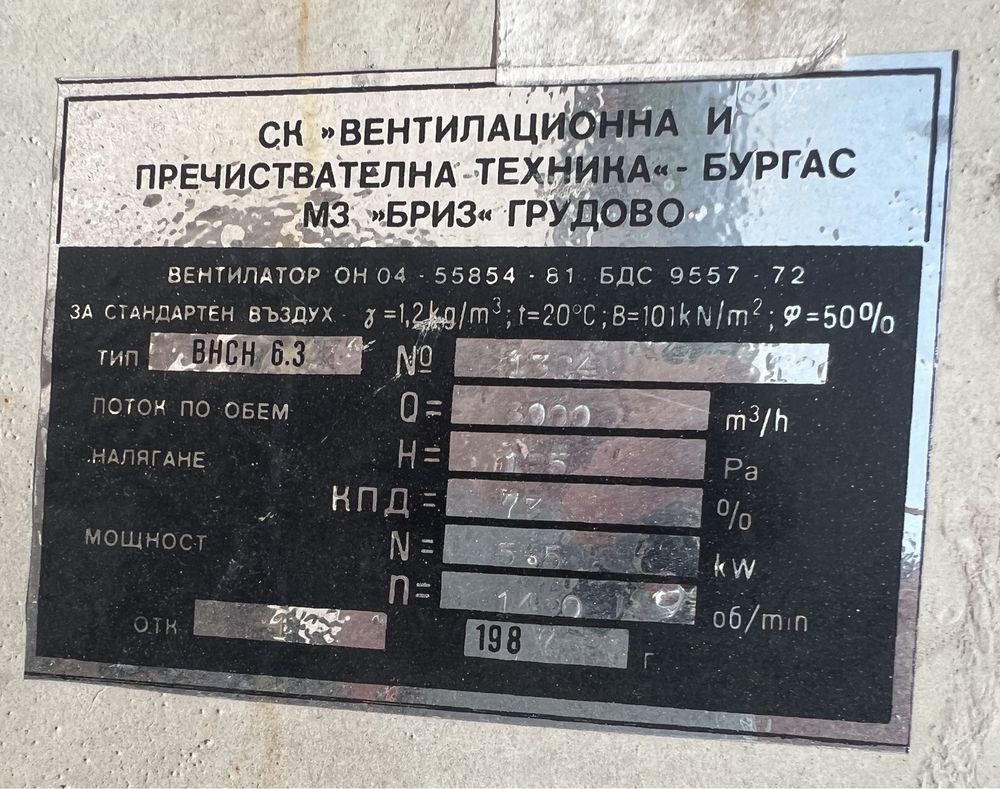 СК »ВЕНТИЛАЦИОННА И
ПРЕЧИСТВАТЕЛНА ТЕХНИКА« - БУРГАС
МЗ »БРИЗ« ГРУДОВО
ВЕНТИЛАТОР ОН 04 - 55854 - 81 БДС 9557 - 72
ЗА СТАНДАРТЕН ВЪЗДУХ - γ =1,2kg/m³; t=20°C; B=101kN/m²; φ=50%
ТИП ВНСН 6.3 №
ПОТОК ПО ОБЕМ Q= m³/h
НАЛЯГАНЕ H= Pa
КПД= %
МОЩНОСТ N= 5.5 kW
П= об/min
ОТК 198 г